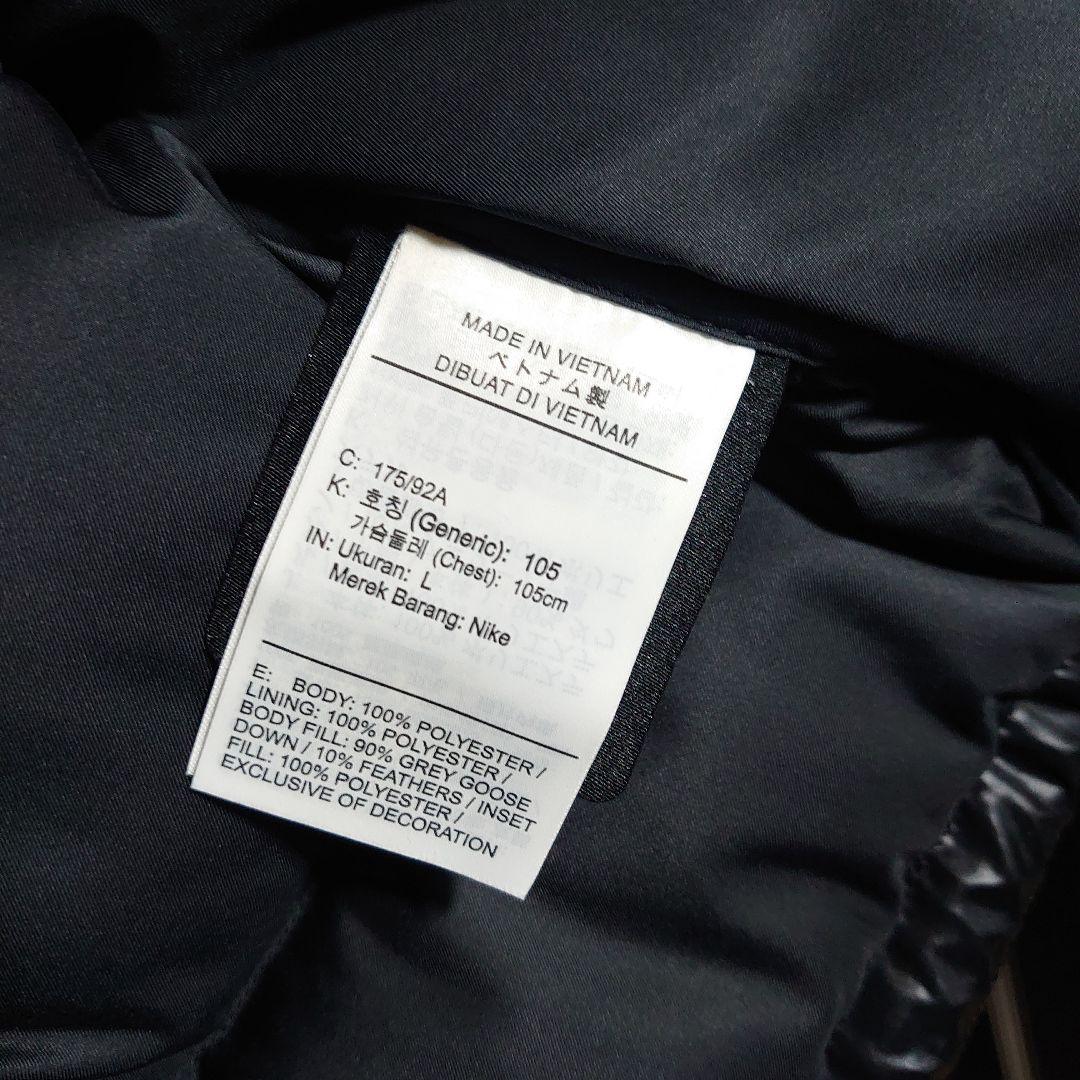 MADE IN VIETNAM
ベトナム製
DIBUAT DI VIETNAM
C: 175/92A
K: 호칭 (Generic): 105
가슴둘레 (Chest): 105cm
IN: Ukuran: L
Merek Barang: Nike
E: BODY: 100% POLYESTER /
LINING: 100% POLYESTER /
BODY FILL: 90% GREY GOOSE
DOWN / 10% FEATHERS / INSET
FILL: 100% POLYESTER /
EXCLUSIVE OF DECORATION